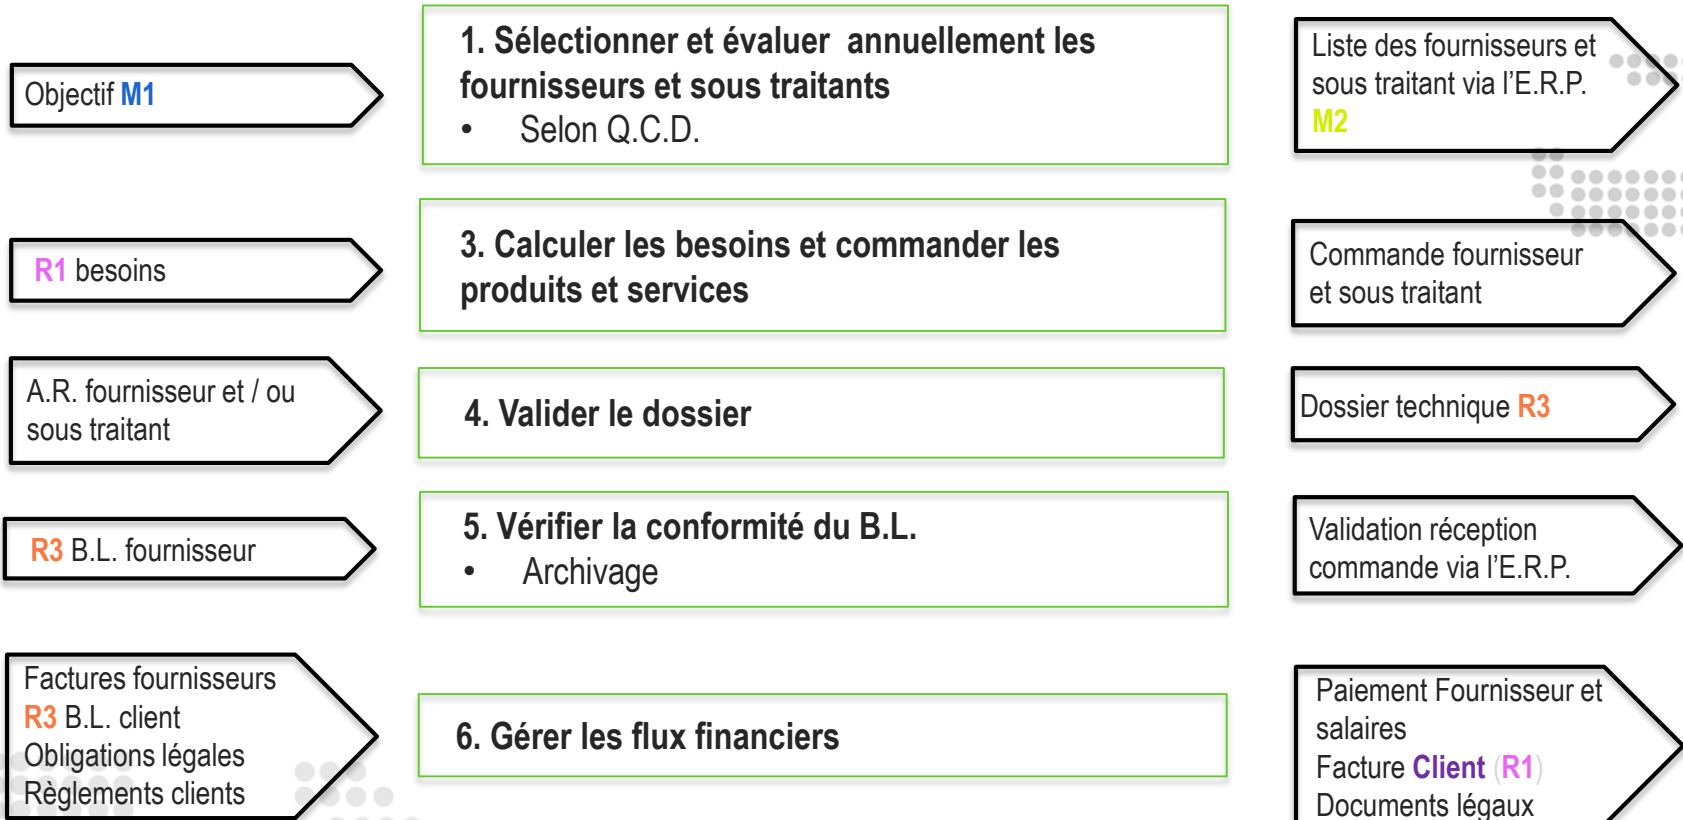 Objectif M1
1. Sélectionner et évaluer  annuellement les
fournisseurs et sous traitants
• Selon Q.C.D.
Liste des fournisseurs et
sous traitant via l’E.R.P.
M2
R1 besoins
3. Calculer les besoins et commander les
produits et services
Commande fournisseur
et sous traitant
A.R. fournisseur et / ou
sous traitant
4. Valider le dossier
Dossier technique R3
R3 B.L. fournisseur
5. Vérifier la conformité du B.L.
• Archivage
Validation réception
commande via l’E.R.P.
Factures fournisseurs
R3 B.L. client
Obligations légales
Règlements clients
6. Gérer les flux financiers
Paiement Fournisseur et
salaires
Facture Client (R1)
Documents légaux